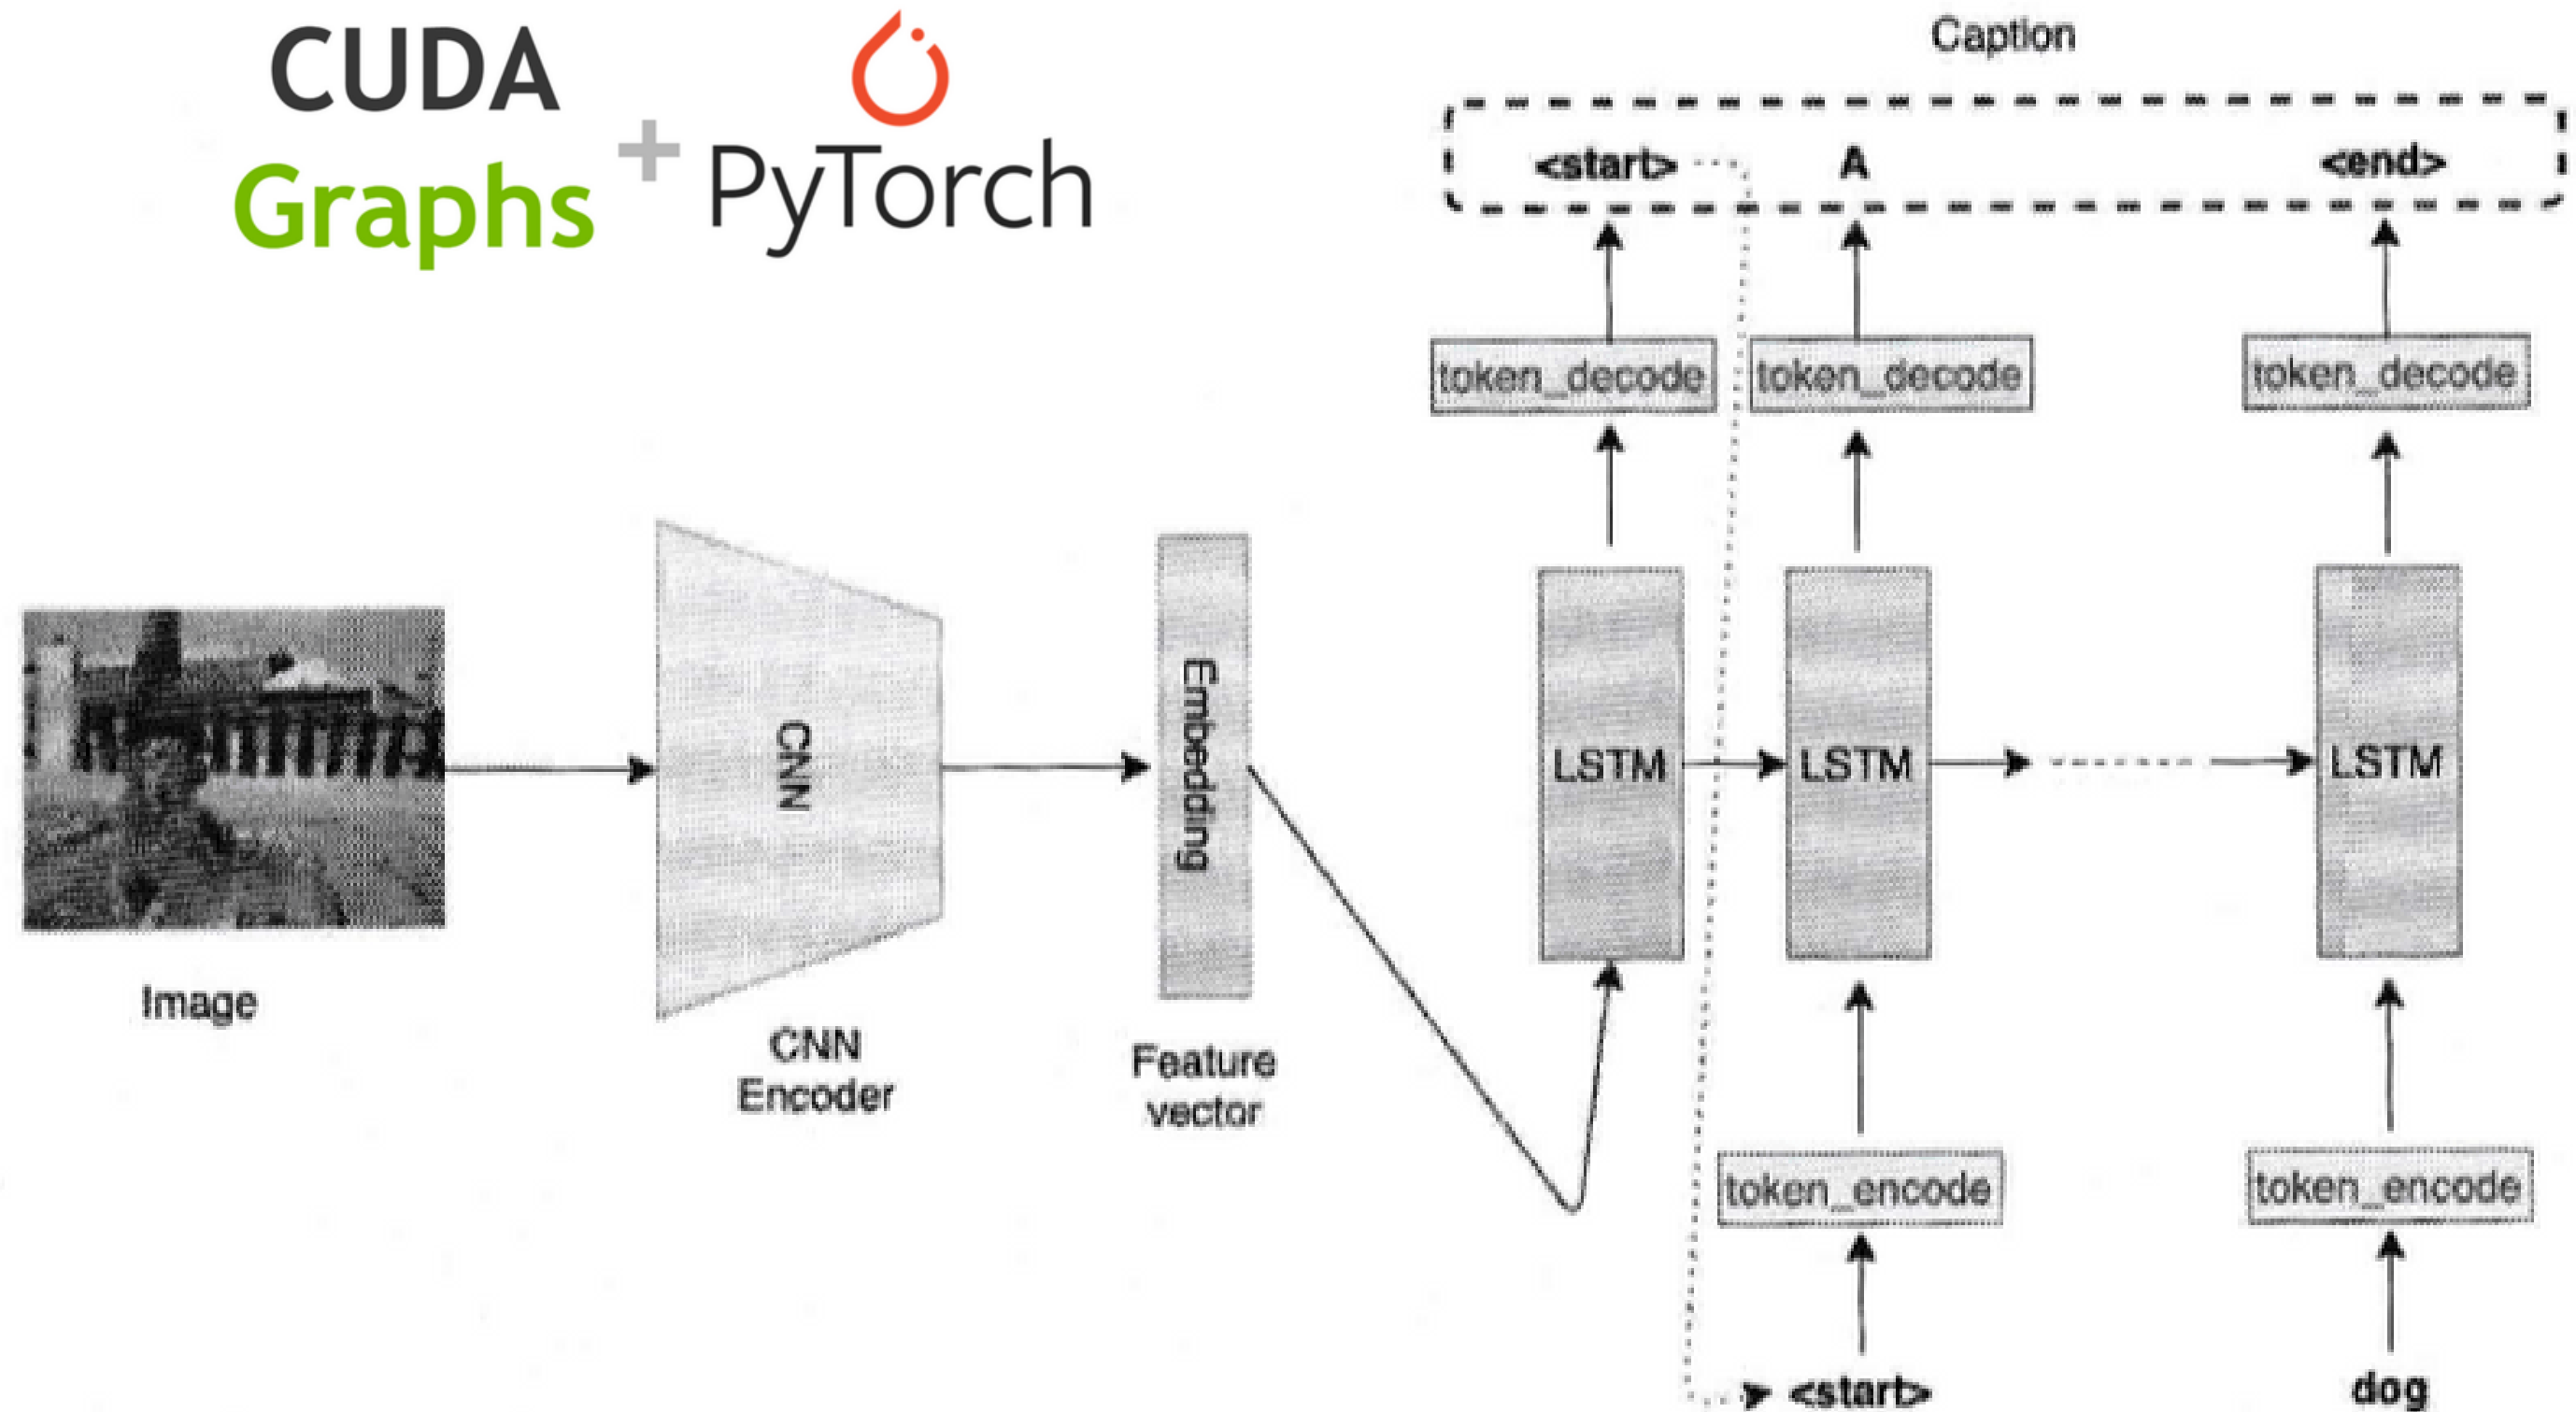 CUDA
Graphs
+
PyTorch
Caption
<start> A <end>
token_decode token_decode token_decode
CNN
Embedding
LSTM LSTM LSTM
Image
CNN
Encoder
Feature
vector
token_encode token_encode
<start> dog